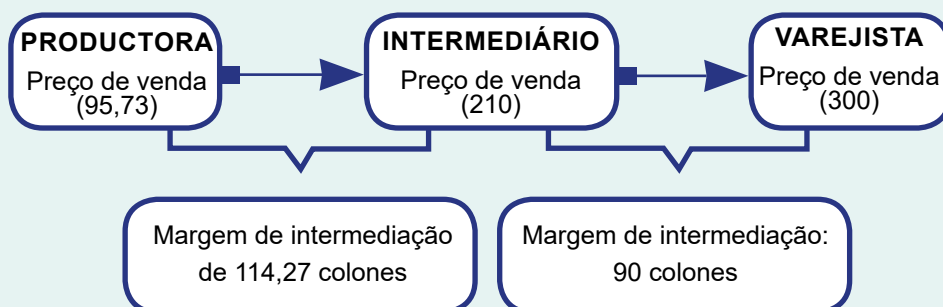 PRODUCTORA
Preço de venda
(95,73)
INTERMEDIÁRIO
Preço de venda
(210)
VAREJISTA
Preço de venda
(300)
Margem de intermediação
de 114,27 colones
Margem de intermediação:
90 colones